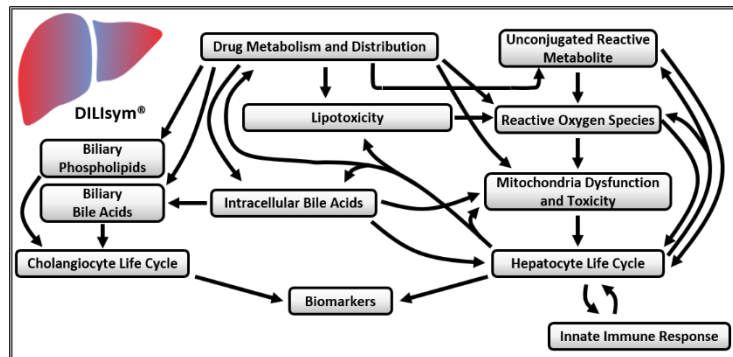 Drug Metabolism and Distribution
Unconjugated Reactive
Metabolite
DILIsym®
Lipotoxicity
Reactive Oxygen Species
Biliary
Phospholipids
Biliary
Bile Acids
Intracellular Bile Acids
Mitochondria Dysfunction
and Toxicity
Cholangiocyte Life Cycle
Hepatocyte Life Cycle
Biomarkers
Innate Immune Response